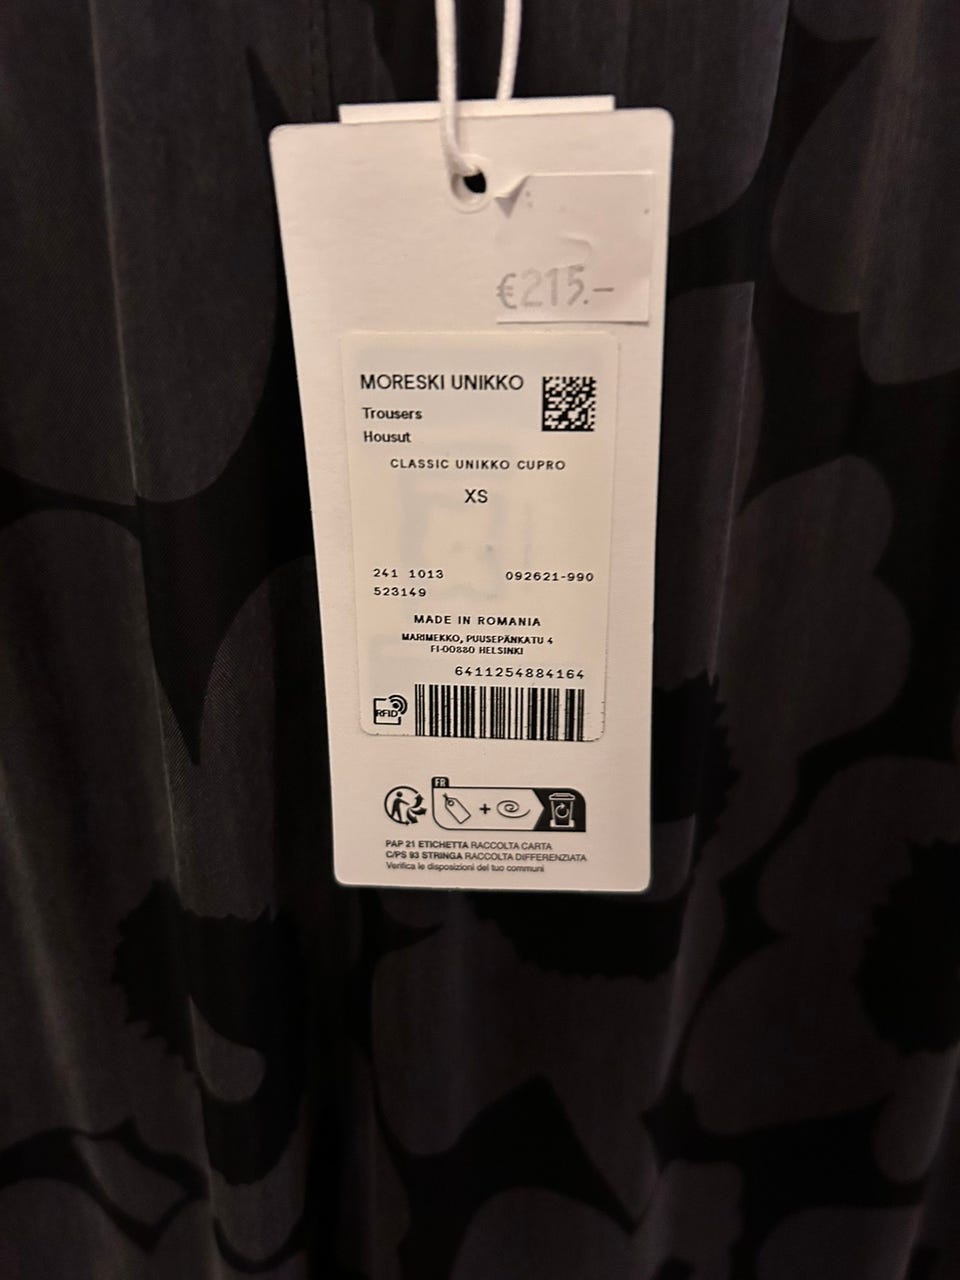 €215.–
MORESKI UNIKKO
Trousers
Housut
CLASSIC UNIKKO CUPRO
XS
241 1013 092621-990
523149
MADE IN ROMANIA
MARIMEKKO, PUUSEPÄNKATU 4
FI-00880 HELSINKI
6411254884164
RFID
FR
PAP 21 ETICHETTA RACCOLTA CARTA
C/PS 93 STRINGA RACCOLTA DIFFERENZIATA
Verifica le disposizioni del tuo communi